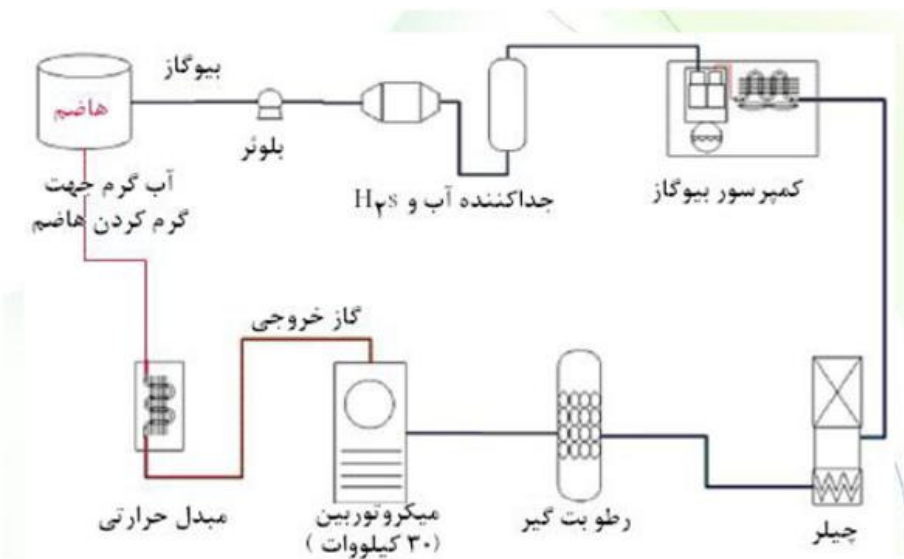 بیوگاز
هاضم
بلوئر
جداکننده آب و H۲S
کمپرسور بیوگاز
آب گرم جهت
گرم کردن هاضم
گاز خروجی
مبدل حرارتی
میکروتوربین
(۳۰ کیلووات )
رطوبت گیر
چیلر